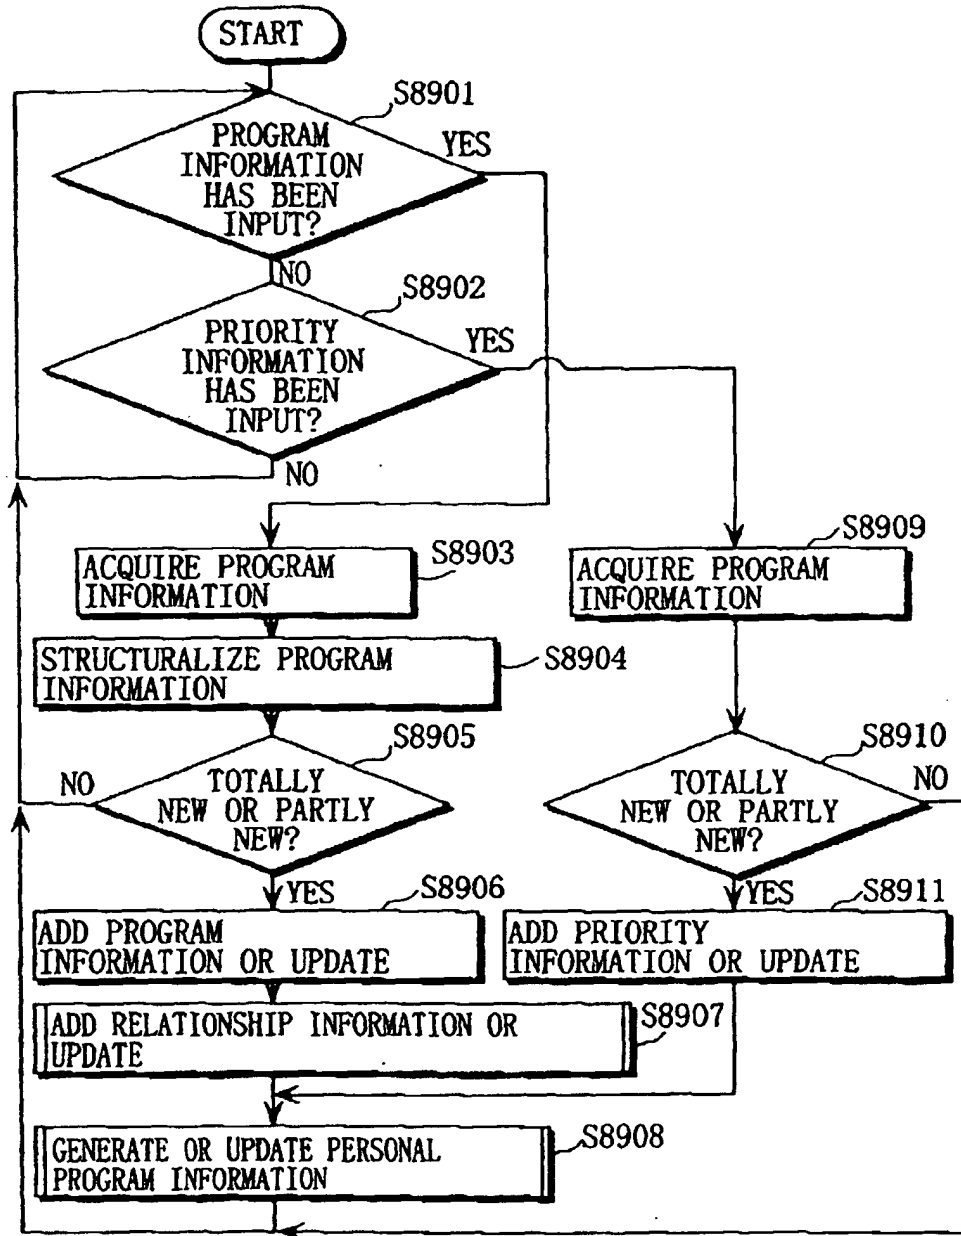 START
S8901
PROGRAM
INFORMATION
HAS BEEN
INPUT?
YES
NO
S8902
PRIORITY
INFORMATION
HAS BEEN
INPUT?
YES
NO
S8903
ACQUIRE PROGRAM
INFORMATION
S8909
ACQUIRE PROGRAM
INFORMATION
STRUCTURALIZE PROGRAM
INFORMATION
S8904
S8905
NO
TOTALLY
NEW OR PARTLY
NEW?
YES
S8910
NO
TOTALLY
NEW OR PARTLY
NEW?
YES
S8906
ADD PROGRAM
INFORMATION OR UPDATE
S8911
ADD PRIORITY
INFORMATION OR UPDATE
S8907
ADD RELATIONSHIP INFORMATION OR
UPDATE
S8908
GENERATE OR UPDATE PERSONAL
PROGRAM INFORMATION